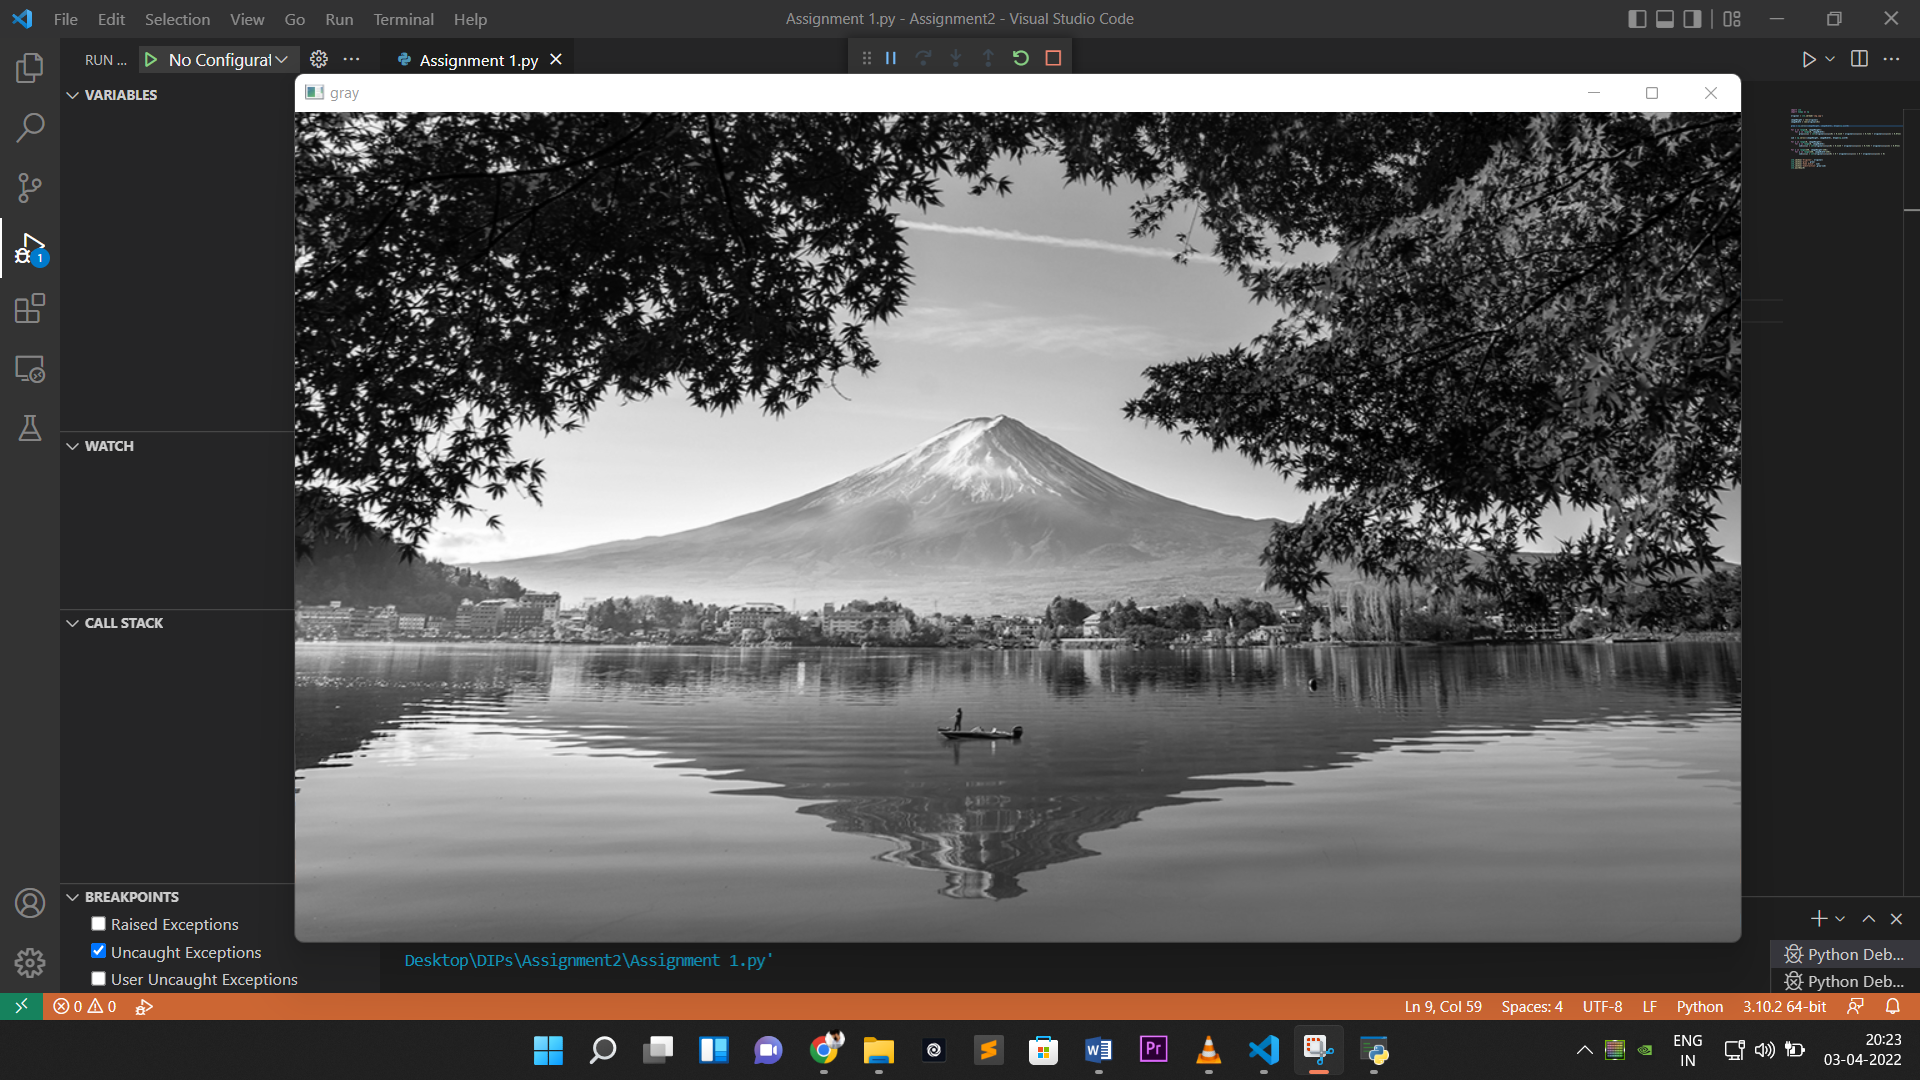 File Edit Selection View Go Run Terminal Help
Assignment 1.py - Assignment2 - Visual Studio Code
RUN ... No Configurat
Assignment 1.py
VARIABLES
gray
WATCH
CALL STACK
BREAKPOINTS
Raised Exceptions
Uncaught Exceptions
User Uncaught Exceptions
Desktop\DIPs\Assignment2\Assignment 1.py'
Python Deb...
Python Deb...
0 0
Ln 9, Col 59 Spaces: 4 UTF-8 LF Python 3.10.2 64-bit
1
W
Pr
ENG
IN
20:23
03-04-2022